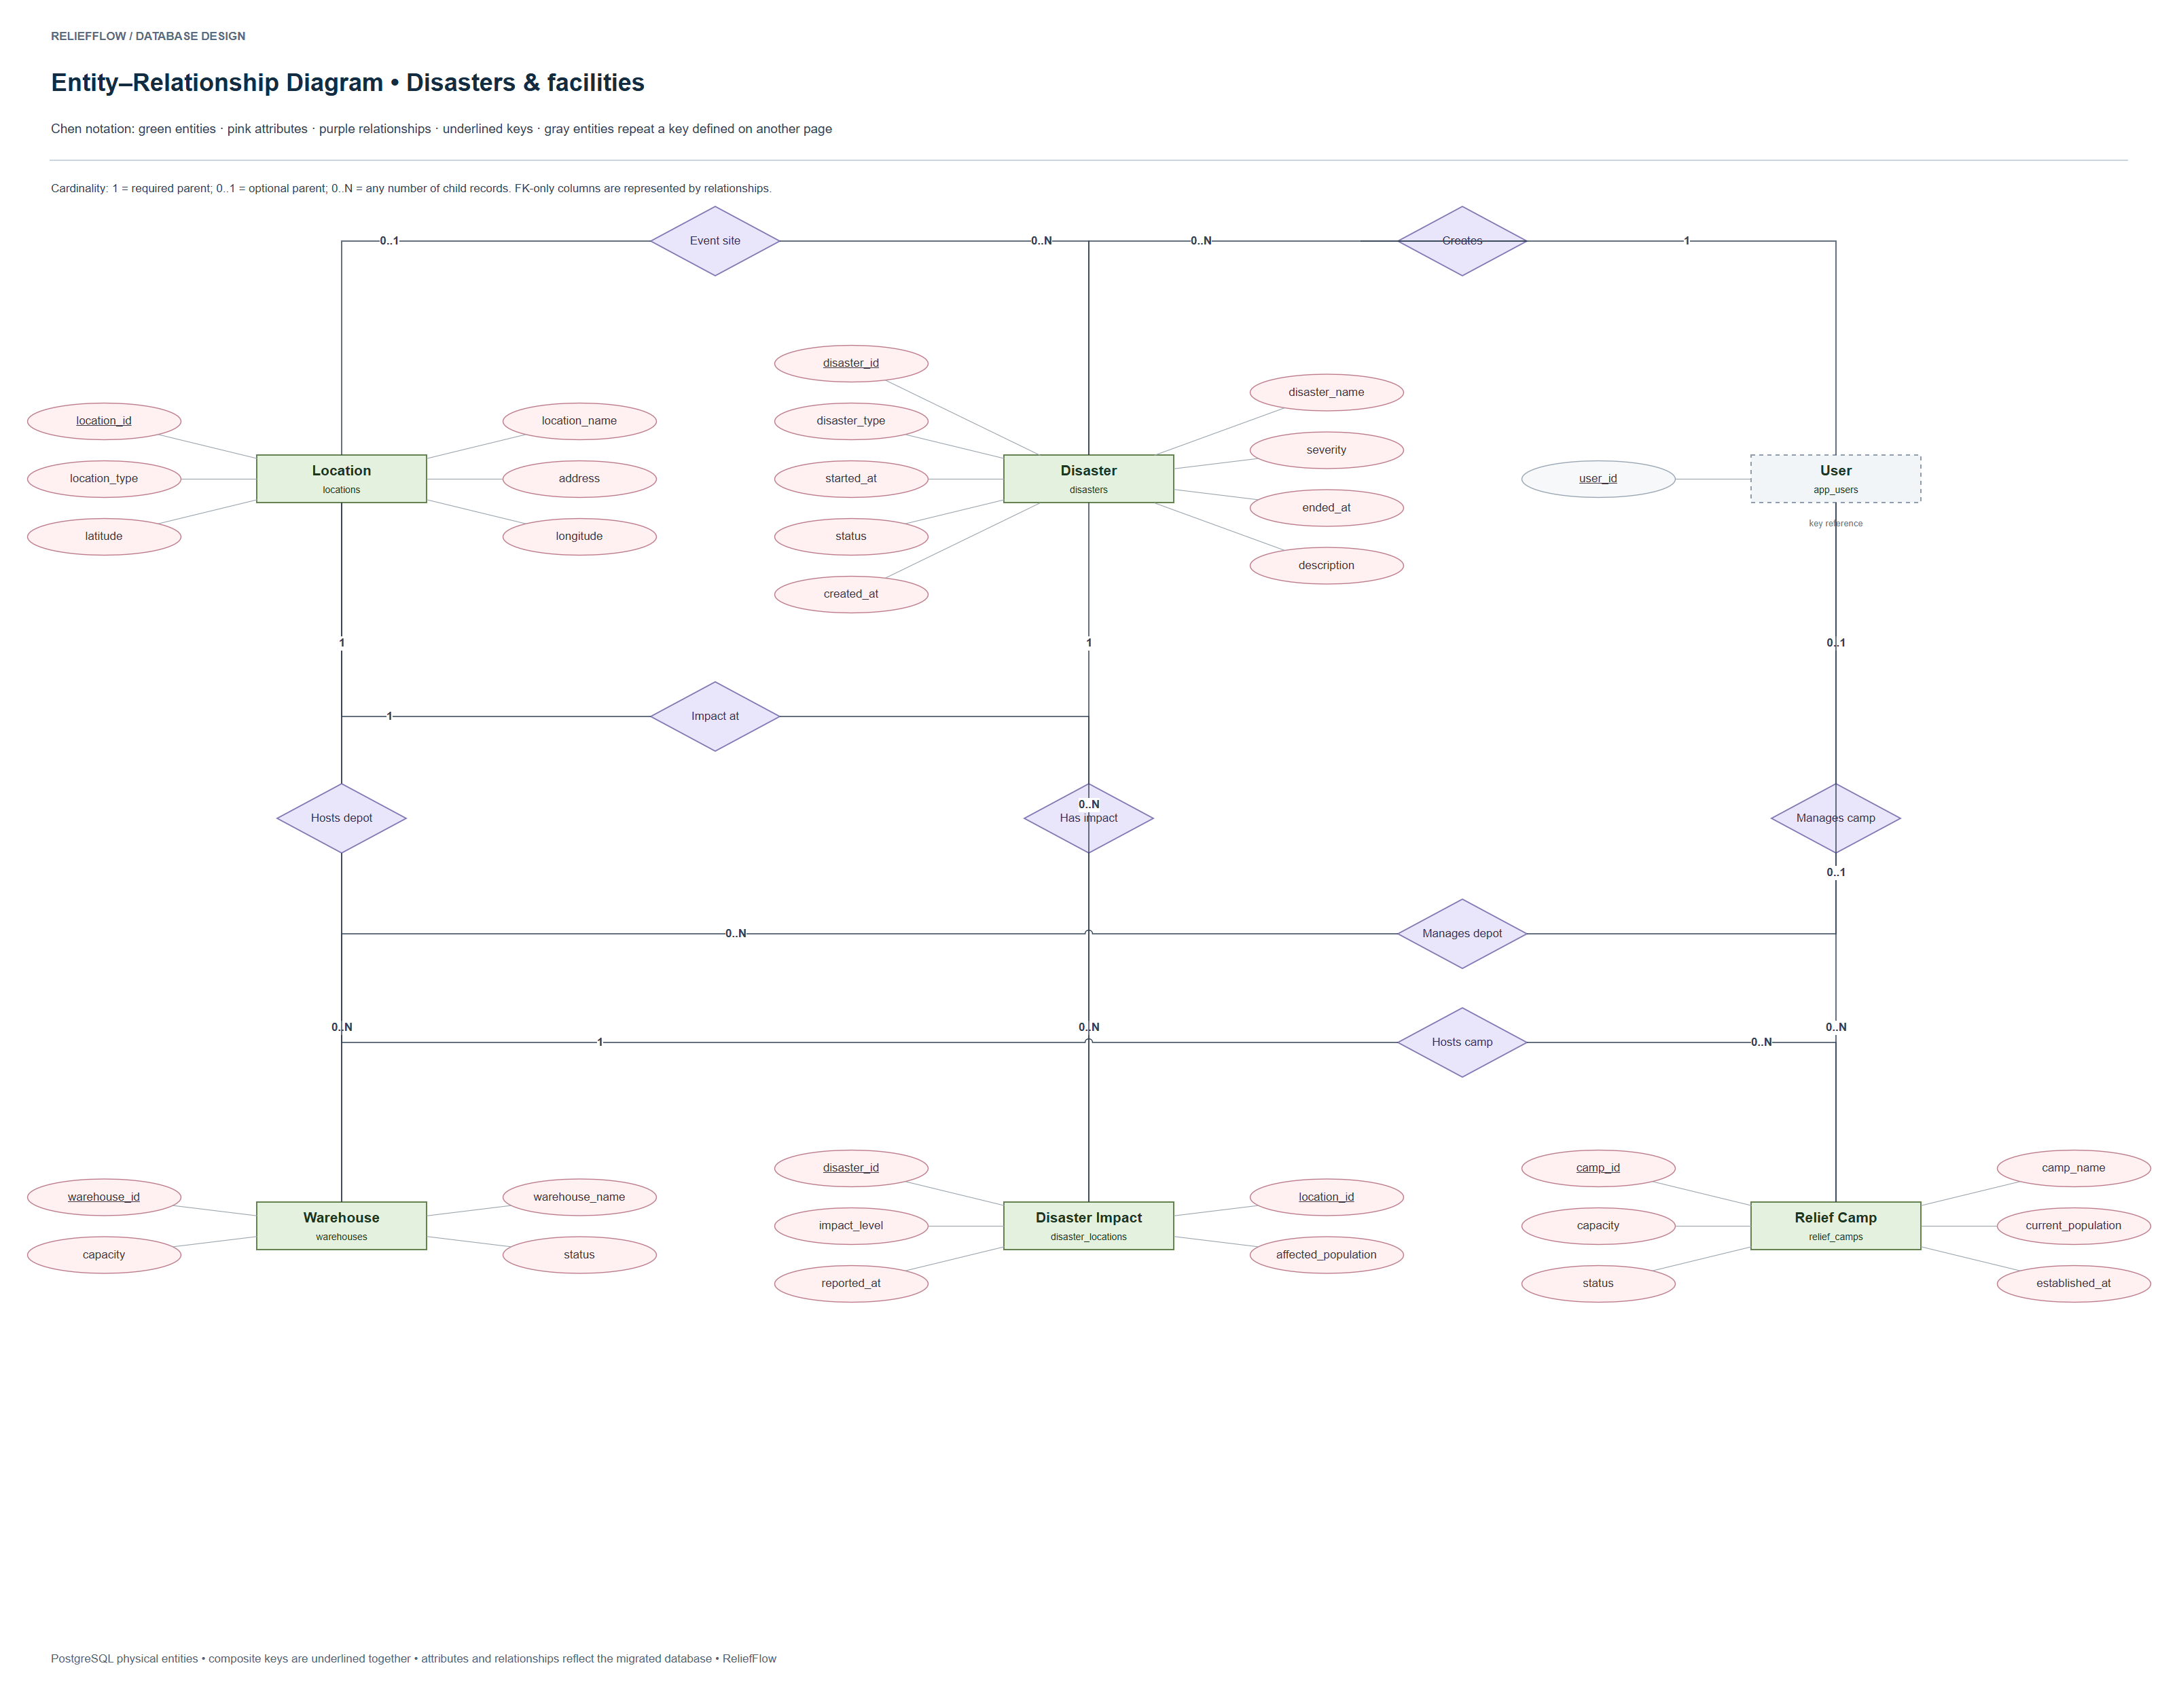 RELIEFFLOW / DATABASE DESIGN
Entity–Relationship Diagram • Disasters & facilities
Chen notation: green entities · pink attributes · purple relationships · underlined keys · gray entities repeat a key defined on another page
Cardinality: 1 = required parent; 0..1 = optional parent; 0..N = any number of child records. FK-only columns are represented by relationships.
0..1
Event site
0..N
0..N
Creates
1
disaster_id
disaster_name
location_id
location_name
disaster_type
severity
Location
locations
location_type
address
started_at
Disaster
disasters
ended_at
user_id
User
app_users
key reference
latitude
longitude
status
description
created_at
1
1
0..1
1
Impact at
Hosts depot
0..N
Has impact
Manages camp
0..1
0..N
Manages depot
0..N
0..N
0..N
1
Hosts camp
0..N
disaster_id
camp_id
camp_name
warehouse_id
warehouse_name
location_id
Warehouse
warehouses
impact_level
Disaster Impact
disaster_locations
capacity
Relief Camp
relief_camps
current_population
capacity
status
affected_population
reported_at
status
established_at
PostgreSQL physical entities • composite keys are underlined together • attributes and relationships reflect the migrated database • ReliefFlow